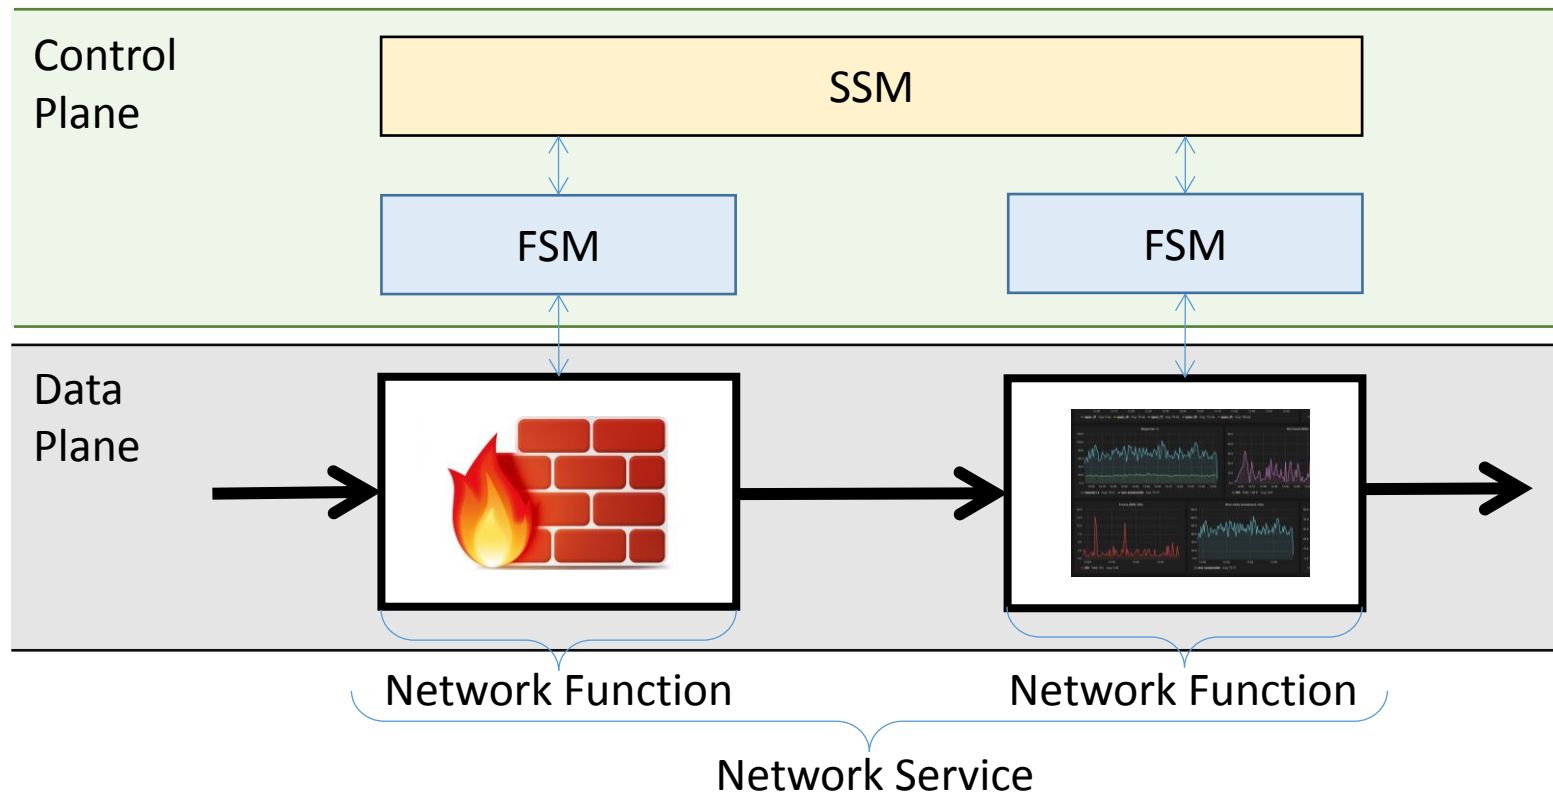 Control
Plane
SSM
FSM
FSM
Data
Plane
Network Function
Network Function
Network Service